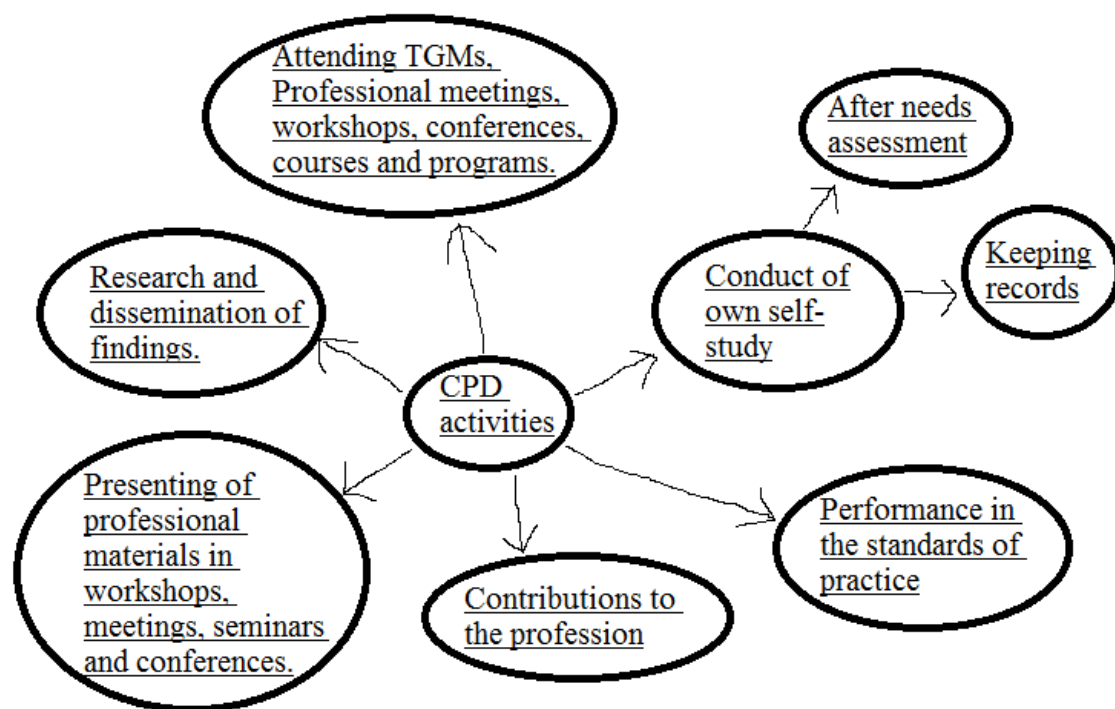 Attending TGMs,
Professional meetings,
workshops, conferences,
courses and programs.
After needs
assessment
Keeping
records
Conduct of
own self-
study
Research and
dissemination of
findings.
CPD
activities
Presenting of
professional
materials in
workshops,
meetings, seminars
and conferences.
Contributions to
the profession
Performance in
the standards of
practice